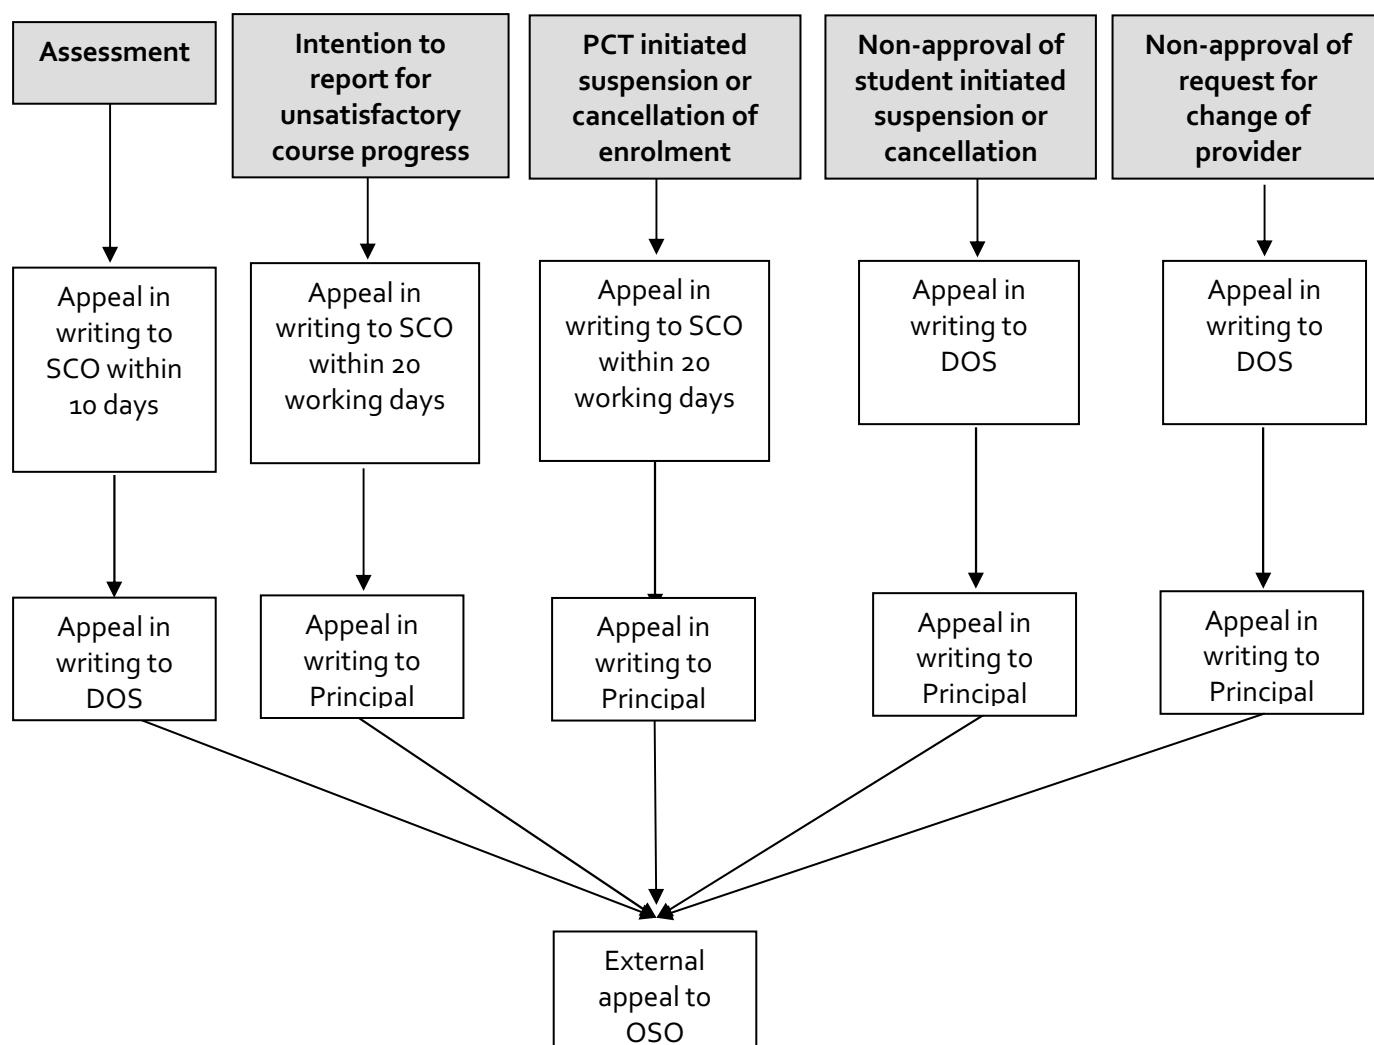 Assessment
Intention to
report for
unsatisfactory
course progress
PCT initiated
suspension or
cancellation of
enrolment
Non-approval of
student initiated
suspension or
cancellation
Non-approval of
request for
change of
provider
Appeal in
writing to
SCO within
10 days
Appeal in
writing to SCO
within 20
working days
Appeal in
writing to SCO
within 20
working days
Appeal in
writing to
DOS
Appeal in
writing to
DOS
Appeal in
writing to
DOS
Appeal in
writing to
Principal
Appeal in
writing to
Principal
Appeal in
writing to
Principal
Appeal in
writing to
Principal
External
appeal to
OSO